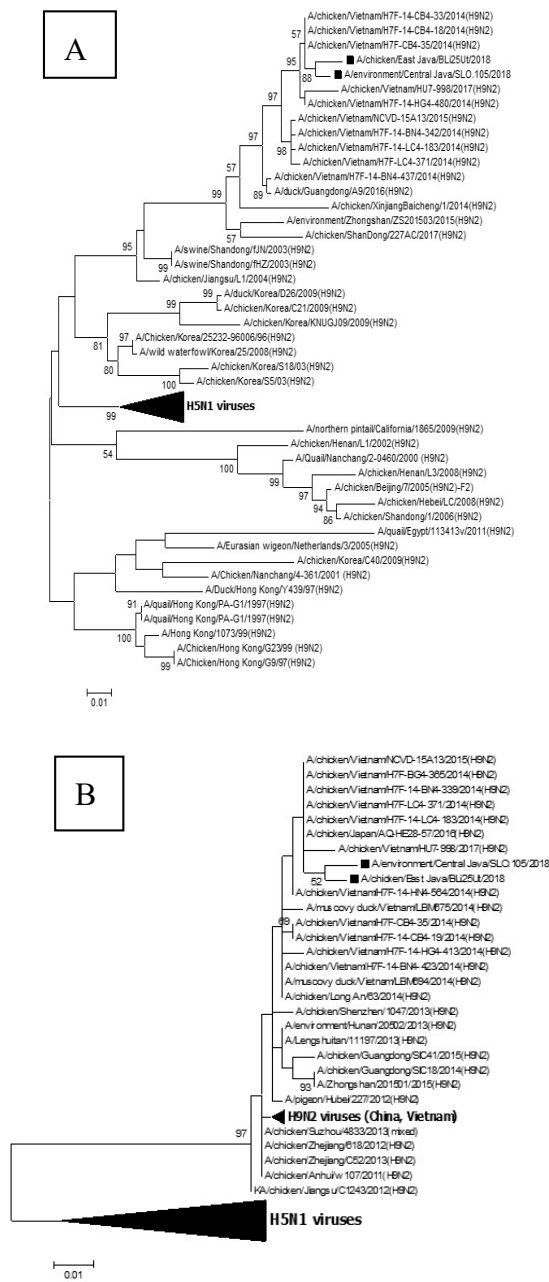 A
A/chicken/Vietnam/H7F-14-CB4-33/2014(H9N2)
57
A/chicken/Vietnam/H7F-14-CB4-18/2014(H9N2)
A/chicken/Vietnam/H7F-CB4-35/2014(H9N2)
A/chicken/East Java/BLi25Ut/2018
95
88
A/environment/Central Java/SLO.105/2018
A/chicken/Vietnam/HU7-998/2017(H9N2)
97
A/chicken/Vietnam/H7F-14-HG4-480/2014(H9N2)
A/chicken/Vietnam/NCVD-15A13/2015(H9N2)
A/chicken/Vietnam/H7F-14-BN4-342/2014(H9N2)
98
A/chicken/Vietnam/H7F-14-LC4-183/2014(H9N2)
A/chicken/Vietnam/H7F-LC4-371/2014(H9N2)
57
A/chicken/Vietnam/H7F-14-BN4-437/2014(H9N2)
89
A/duck/Guangdong/A9/2016(H9N2)
99
A/chicken/XinjiangBaicheng/1/2014(H9N2)
A/environment/Zhongshan/ZS201503/2015(H9N2)
57
A/chicken/ShanDong/227AC/2017(H9N2)
95
A/swine/Shandong/fJN/2003(H9N2)
99
A/swine/Shandong/fHZ/2003(H9N2)
A/chicken/Jiangsu/L1/2004(H9N2)
99
A/duck/Korea/D26/2009(H9N2)
99
A/chicken/Korea/C21/2009(H9N2)
A/chicken/Korea/KNUGJ09/2009(H9N2)
81
97
A/Chicken/Korea/25232-96006/96(H9N2)
A/wild waterfowl/Korea/25/2008(H9N2)
80
A/chicken/Korea/S18/03(H9N2)
100
A/chicken/Korea/S5/03(H9N2)
H5N1 viruses
99
A/northern pintail/California/1865/2009(H9N2)
54
A/chicken/Henan/L1/2002(H9N2)
100
A/Quail/Nanchang/2-0460/2000 (H9N2)
99
A/chicken/Henan/L3/2008(H9N2)
97
A/chicken/Beijing/7/2005(H9N2)-F2
94
A/chicken/Hebei/LC/2008(H9N2)
86
A/chicken/Shandong/1/2006(H9N2)
A/quail/Egypt/113413v/2011(H9N2)
A/Eurasian wigeon/Netherlands/3/2005(H9N2)
A/chicken/Korea/C40/2009(H9N2)
A/Chicken/Nanchang/4-361/2001 (H9N2)
A/Duck/Hong Kong/Y439/97(H9N2)
91
A/quail/Hong Kong/PA-G1/1997(H9N2)
A/quail/Hong Kong/PA-G1/1997(H9N2)
100
A/Hong Kong/1073/99(H9N2)
A/Chicken/Hong Kong/G23/99 (H9N2)
99
A/Chicken/Hong Kong/G9/97(H9N2)
0.01
B
A/chicken/Vietnam/NCVD-15A13/2015(H9N2)
A/chicken/Vietnam/H7F-BG4-365/2014(H9N2)
A/chicken/Vietnam/H7F-14-BN4-339/2014(H9N2)
A/chicken/Vietnam/H7F-LC4-371/2014(H9N2)
A/chicken/Vietnam/H7F-14-LC4-183/2014(H9N2)
A/chicken/Japan/AQ-HE28-57/2016(H9N2)
A/chicken/Vietnam/HU7-998/2017(H9N2)
A/environment/Central Java/SLO.105/2018
52
A/chicken/East Java/BLi25Ut/2018
A/chicken/Vietnam/H7F-14-HN4-564/2014(H9N2)
A/muscovy duck/Vietnam/LBM675/2014(H9N2)
69
A/chicken/Vietnam/H7F-CB4-35/2014(H9N2)
A/chicken/Vietnam/H7F-14-CB4-19/2014(H9N2)
A/chicken/Vietnam/H7F-14-HG4-413/2014(H9N2)
A/chicken/Vietnam/H7F-14-BN4-423/2014(H9N2)
A/muscovy duck/Vietnam/LBM694/2014(H9N2)
A/chicken/Long An/63/2014(H9N2)
A/chicken/Shenzhen/1047/2013(H9N2)
A/environment/Hunan/20502/2013(H9N2)
A/Lengshuitan/11197/2013(H9N2)
A/chicken/Guangdong/SIC41/2015(H9N2)
A/chicken/Guangdong/SIC18/2014(H9N2)
93
A/Zhongshan/201501/2015(H9N2)
A/pigeon/Hubei/227/2012(H9N2)
H9N2 viruses (China, Vietnam)
97
A/chicken/Suzhou/4833/2013(mixed)
A/chicken/Zhejiang/618/2012(H9N2)
A/chicken/Zhejiang/C52/2013(H9N2)
A/chicken/Anhui/w107/2011(H9N2)
KA/chicken/Jiangsu/C1243/2012(H9N2)
H5N1 viruses
0.01